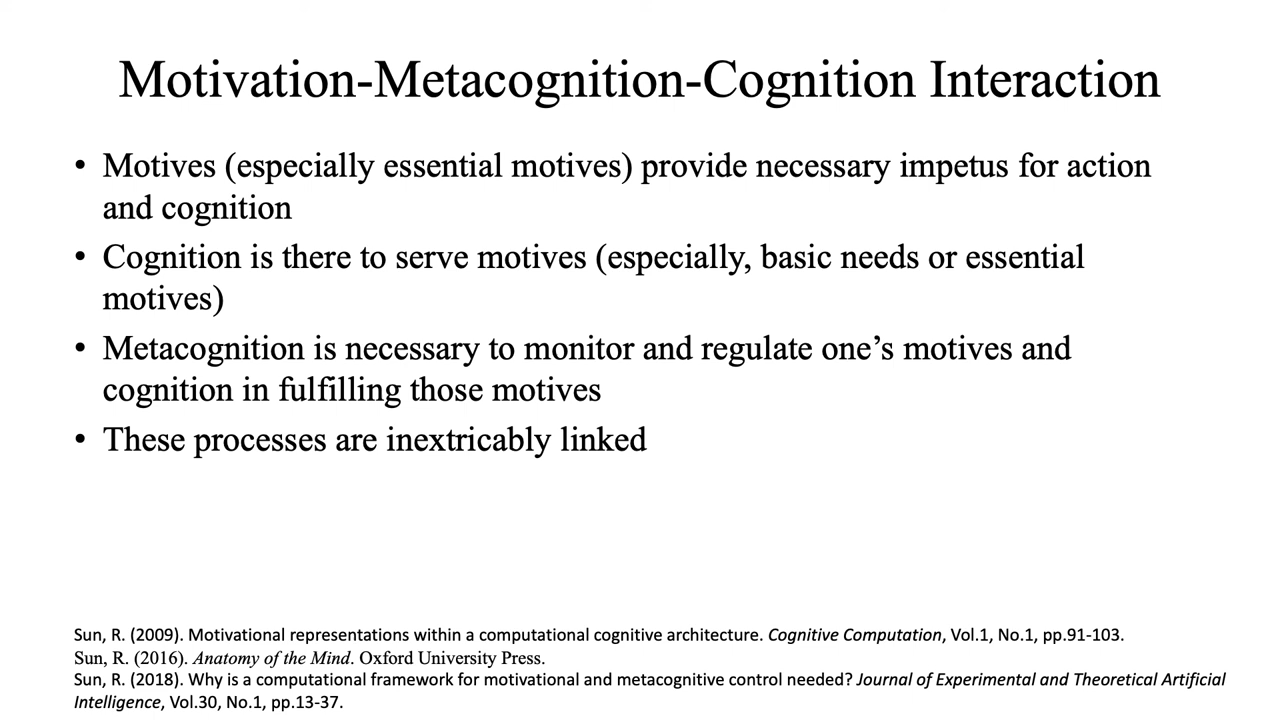 Motivation-Metacognition-Cognition Interaction
• Motives (especially essential motives) provide necessary impetus for action
and cognition
• Cognition is there to serve motives (especially, basic needs or essential
motives)
• Metacognition is necessary to monitor and regulate one’s motives and
cognition in fulfilling those motives
• These processes are inextricably linked
Sun, R. (2009). Motivational representations within a computational cognitive architecture. Cognitive Computation, Vol.1, No.1, pp.91-103.
Sun, R. (2016). Anatomy of the Mind. Oxford University Press.
Sun, R. (2018). Why is a computational framework for motivational and metacognitive control needed? Journal of Experimental and Theoretical Artificial
Intelligence, Vol.30, No.1, pp.13-37.